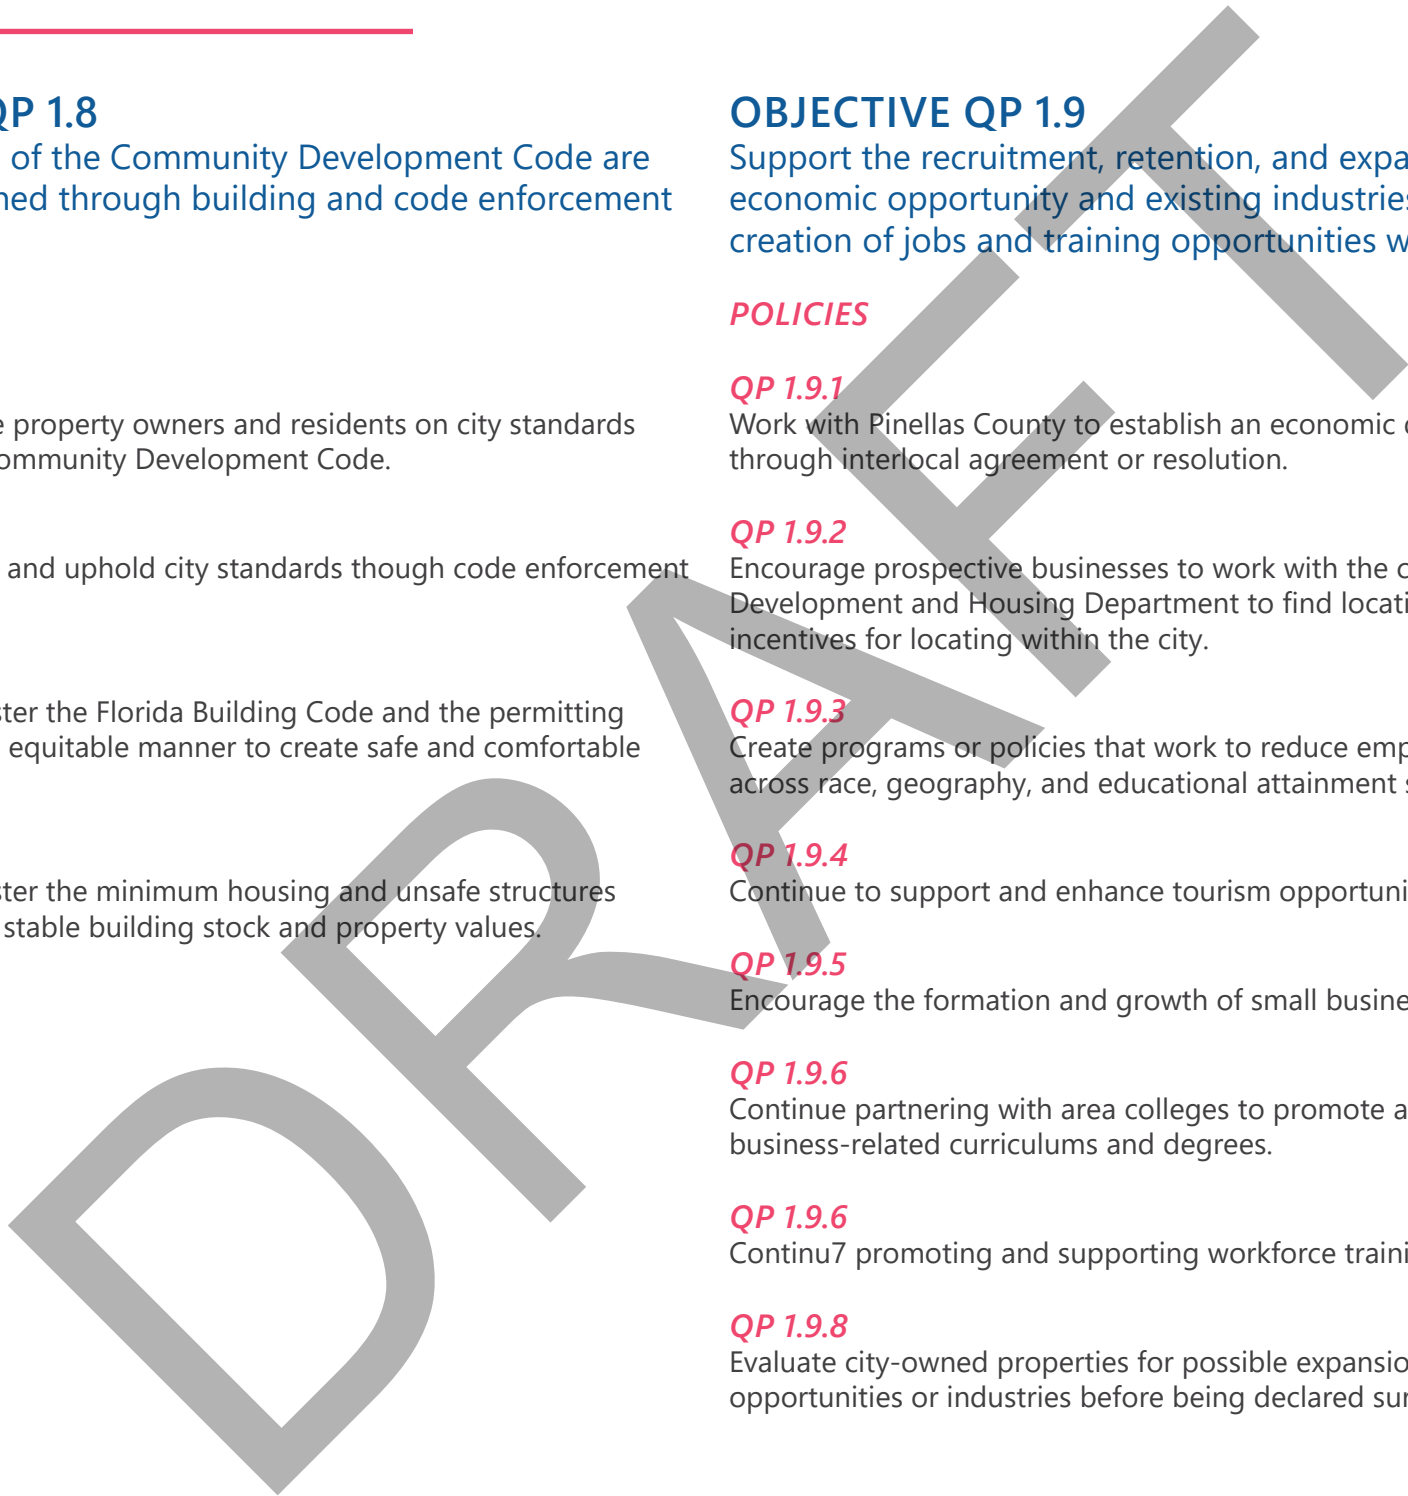 QP 1.8
of the Community Development Code are
ned through building and code enforcement
e property owners and residents on city standards
ommunity Development Code.
and uphold city standards though code enforcement
ster the Florida Building Code and the permitting
equitable manner to create safe and comfortable
ster the minimum housing and unsafe structures
stable building stock and property values.
OBJECTIVE QP 1.9
Support the recruitment, retention, and expa
economic opportunity and existing industries
creation of jobs and training opportunities w
POLICIES
QP 1.9.1
Work with Pinellas County to establish an economic
through interlocal agreement or resolution.
QP 1.9.2
Encourage prospective businesses to work with the c
Development and Housing Department to find locati
incentives for locating within the city.
QP 1.9.3
Create programs or policies that work to reduce emp
across race, geography, and educational attainment s
QP 1.9.4
Continue to support and enhance tourism opportuni
QP 1.9.5
Encourage the formation and growth of small busine
QP 1.9.6
Continue partnering with area colleges to promote a
business-related curriculums and degrees.
QP 1.9.6
Continu7 promoting and supporting workforce traini
QP 1.9.8
Evaluate city-owned properties for possible expansio
opportunities or industries before being declared sur
DRAFT